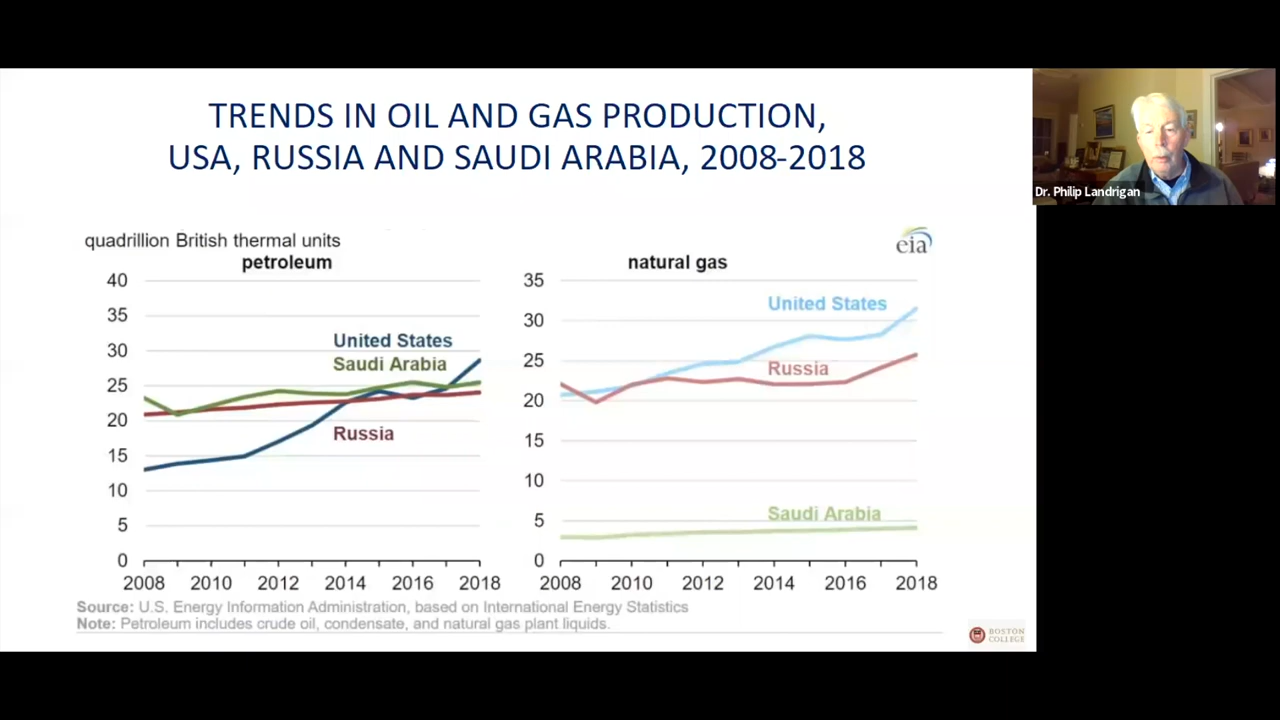 TRENDS IN OIL AND GAS PRODUCTION,
USA, RUSSIA AND SAUDI ARABIA, 2008-2018
Dr. Philip Landrigan
quadrillion British thermal units
eia
petroleum
40
35
30
25
20
15
10
5
0
United States
Saudi Arabia
Russia
2008 2010 2012 2014 2016 2018
natural gas
35
30
25
20
15
10
5
0
United States
Russia
Saudi Arabia
2008 2010 2012 2014 2016 2018
Source: U.S. Energy Information Administration, based on International Energy Statistics
Note: Petroleum includes crude oil, condensate, and natural gas plant liquids.
BOSTON
COLLEGE